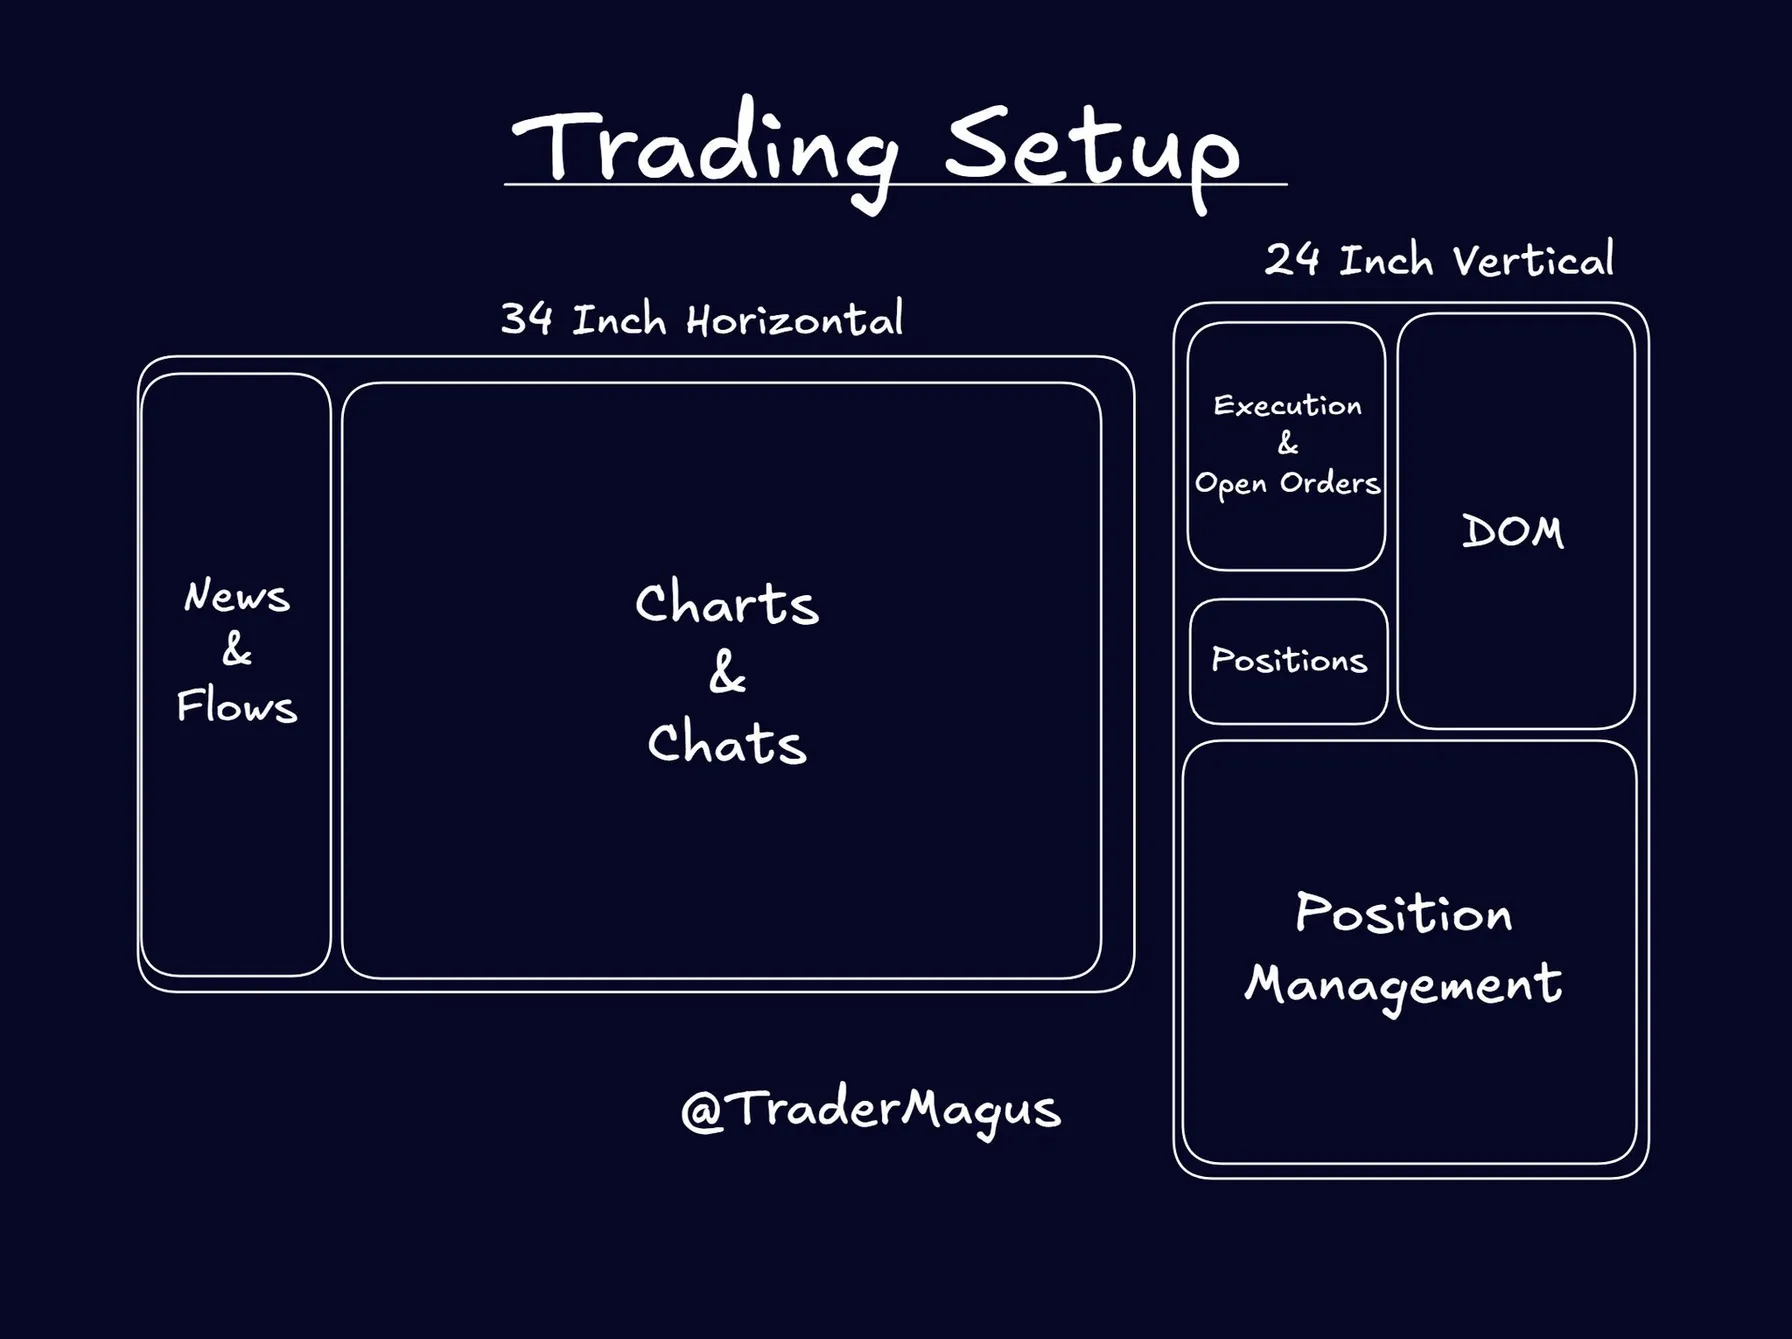 Trading Setup
34 Inch Horizontal
News
&
Flows
Charts
&
Chats
24 Inch Vertical
Execution
&
Open Orders
DOM
Positions
Position
Management
@TraderMagus